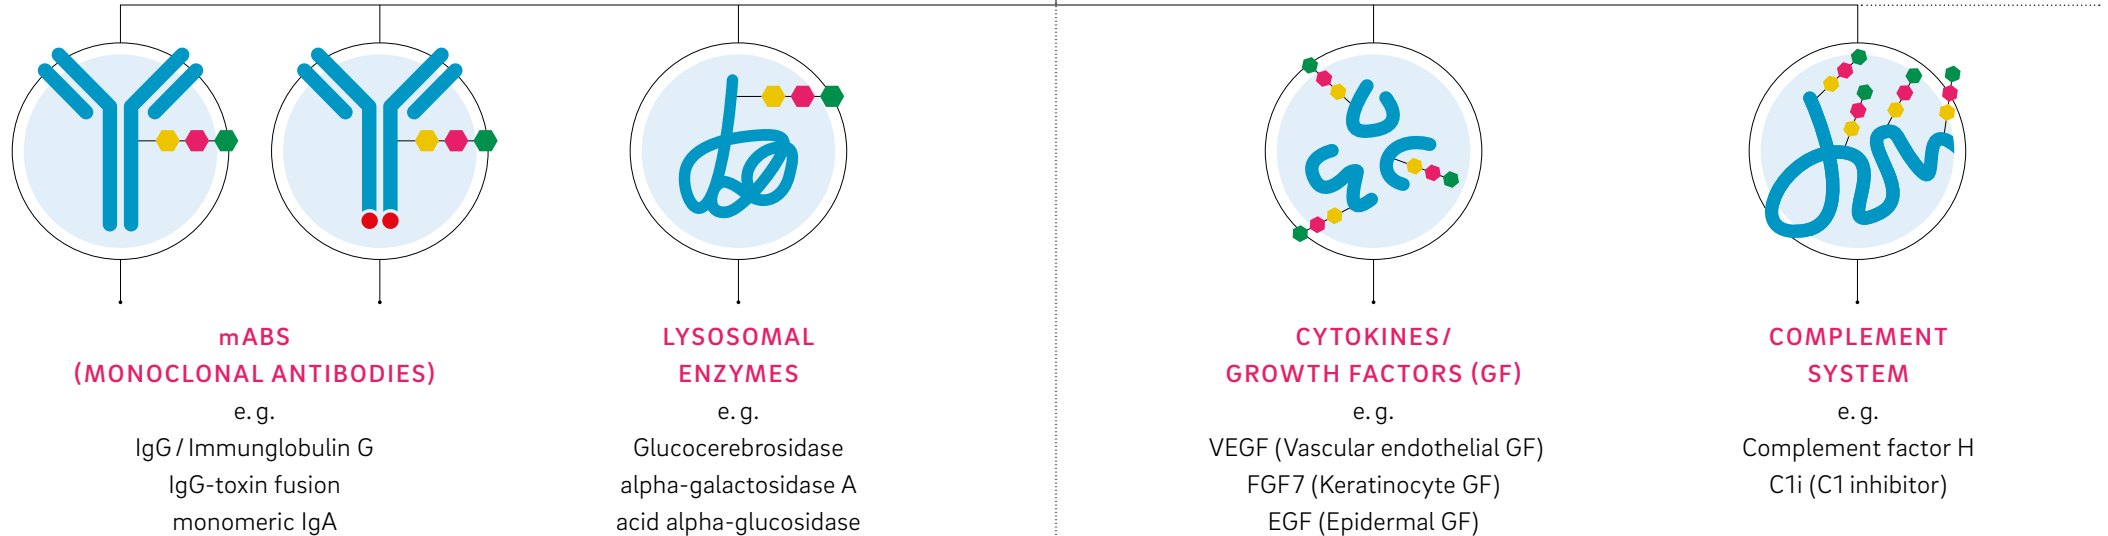 mABS
(MONOCLONAL ANTIBODIES)
e. g.
IgG / Immunglobulin G
IgG-toxin fusion
monomeric IgA
LYSOSOMAL
ENZYMES
e. g.
Glucocerebrosidase
alpha-galactosidase A
acid alpha-glucosidase
CYTOKINES/
GROWTH FACTORS (GF)
e. g.
VEGF (Vascular endothelial GF)
FGF7 (Keratinocyte GF)
EGF (Epidermal GF)
COMPLEMENT
SYSTEM
e. g.
Complement factor H
C1i (C1 inhibitor)